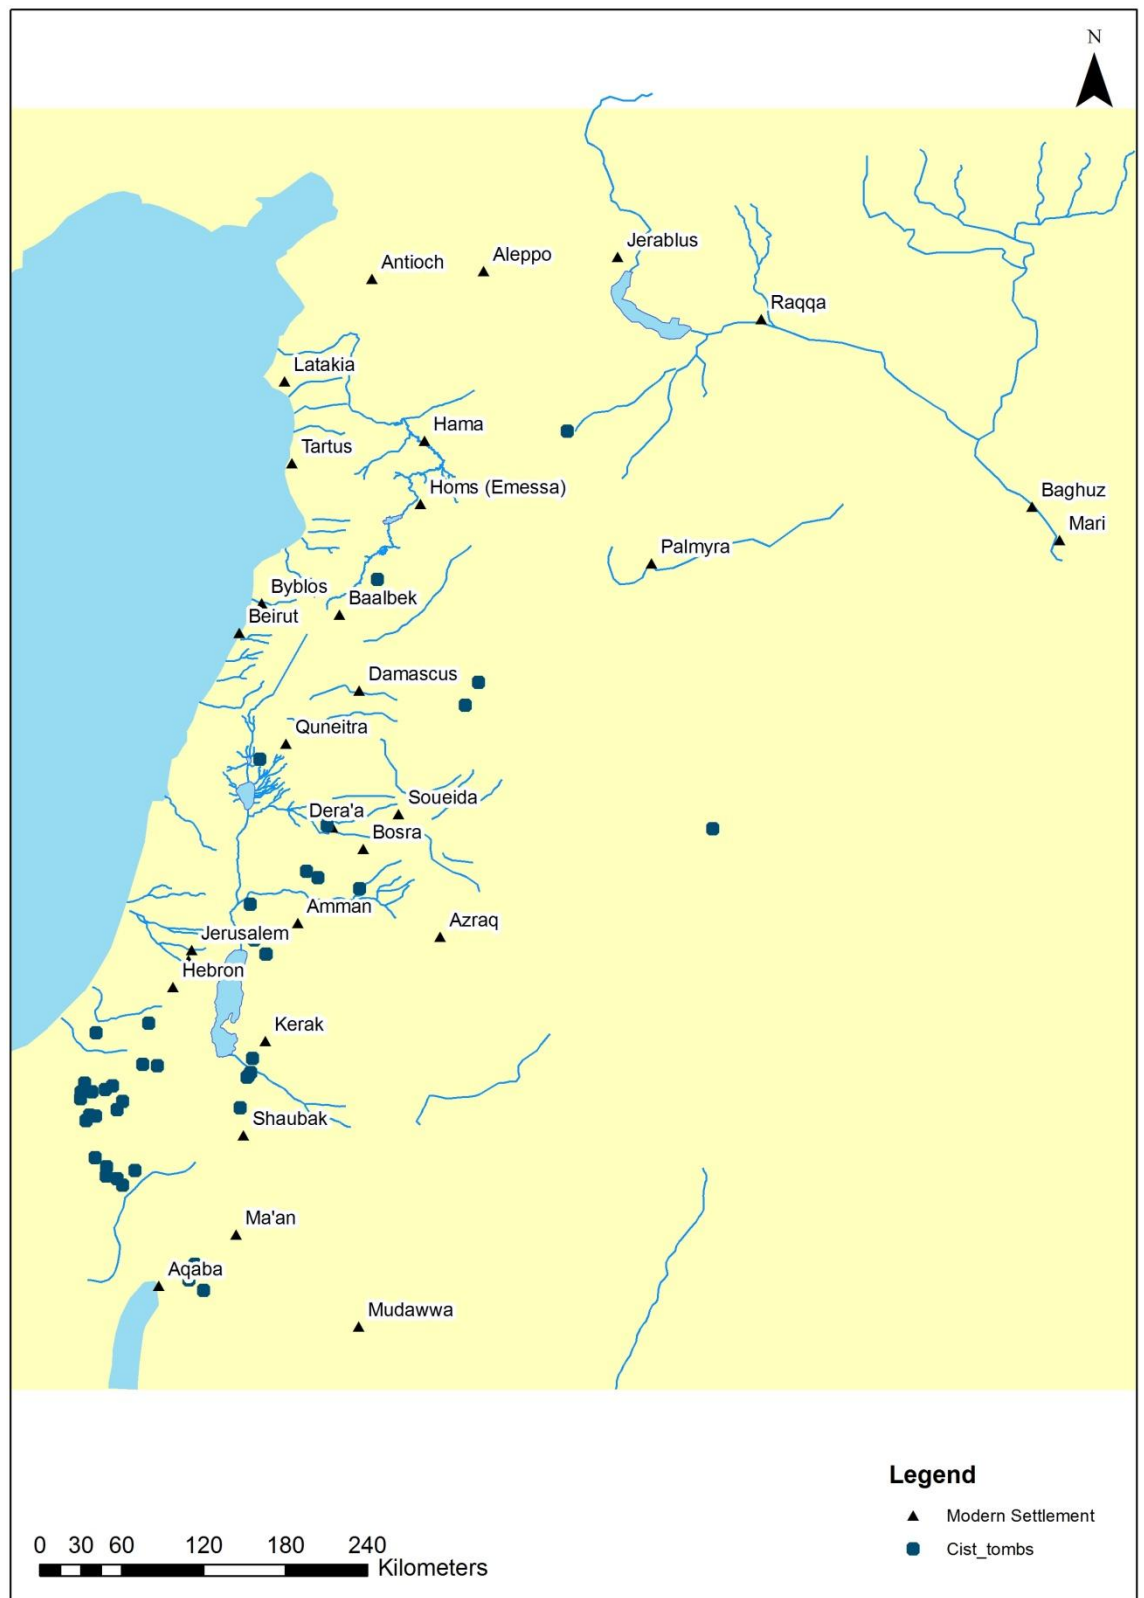 N
Jerablus
Aleppo
Antioch
Raqqa
Latakia
Hama
Tartus
Homs (Emessa)
Baghuz
Mari
Palmyra
Byblos
Baalbek
Beirut
Damascus
Quneitra
Soueida
Dera'a
Bosra
Amman
Azraq
Jerusalem
Hebron
Kerak
Shaubak
Ma'an
Aqaba
Mudawwa
Legend
Modern Settlement
Cist_tombs
0 30 60 120 180 240
Kilometers